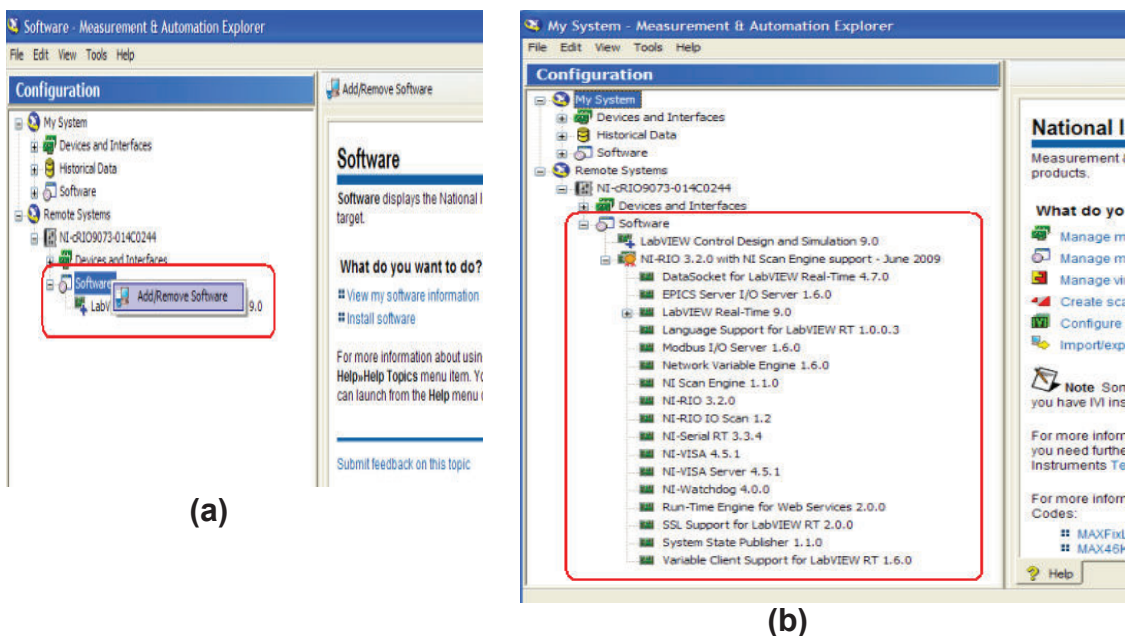 Software - Measurement & Automation Explorer
File Edit View Tools Help
Configuration
My System
Devices and Interfaces
Historical Data
Software
Remote Systems
NI-cRIO9073-014C0244
Devices and Interfaces
Software
Add/Remove Software
LabV 9.0
Add/Remove Software
Software
Software displays the National
target.
What do you want to do?
View my software information
Install software
For more information about usin
Help»Help Topics menu item. Yo
can launch from the Help menu
Submit feedback on this topic
(a)
My System - Measurement & Automation Explorer
File Edit View Tools Help
Configuration
My System
Devices and Interfaces
Historical Data
Software
Remote Systems
NI-cRIO9073-014C0244
Devices and Interfaces
Software
LabVIEW Control Design and Simulation 9.0
NI-RIO 3.2.0 with NI Scan Engine support - June 2009
DataSocket for LabVIEW Real-Time 4.7.0
EPICS Server I/O Server 1.6.0
LabVIEW Real-Time 9.0
Language Support for LabVIEW RT 1.0.0.3
Modbus I/O Server 1.6.0
Network Variable Engine 1.6.0
NI Scan Engine 1.1.0
NI-RIO 3.2.0
NI-RIO IO Scan 1.2
NI-Serial RT 3.3.4
NI-VISA 4.5.1
NI-VISA Server 4.5.1
NI-Watchdog 4.0.0
Run-Time Engine for Web Services 2.0.0
SSL Support for LabVIEW RT 2.0.0
System State Publisher 1.1.0
Variable Client Support for LabVIEW RT 1.6.0
National I
Measurement &
products.
What do yo
Manage m
Manage m
Manage vi
Create sca
Configure
Import/exp
Note Som
you have IVI ins
For more inform
you need furthe
Instruments Te
For more inform
Codes:
MAXFixL
MAX46K
Help
(b)